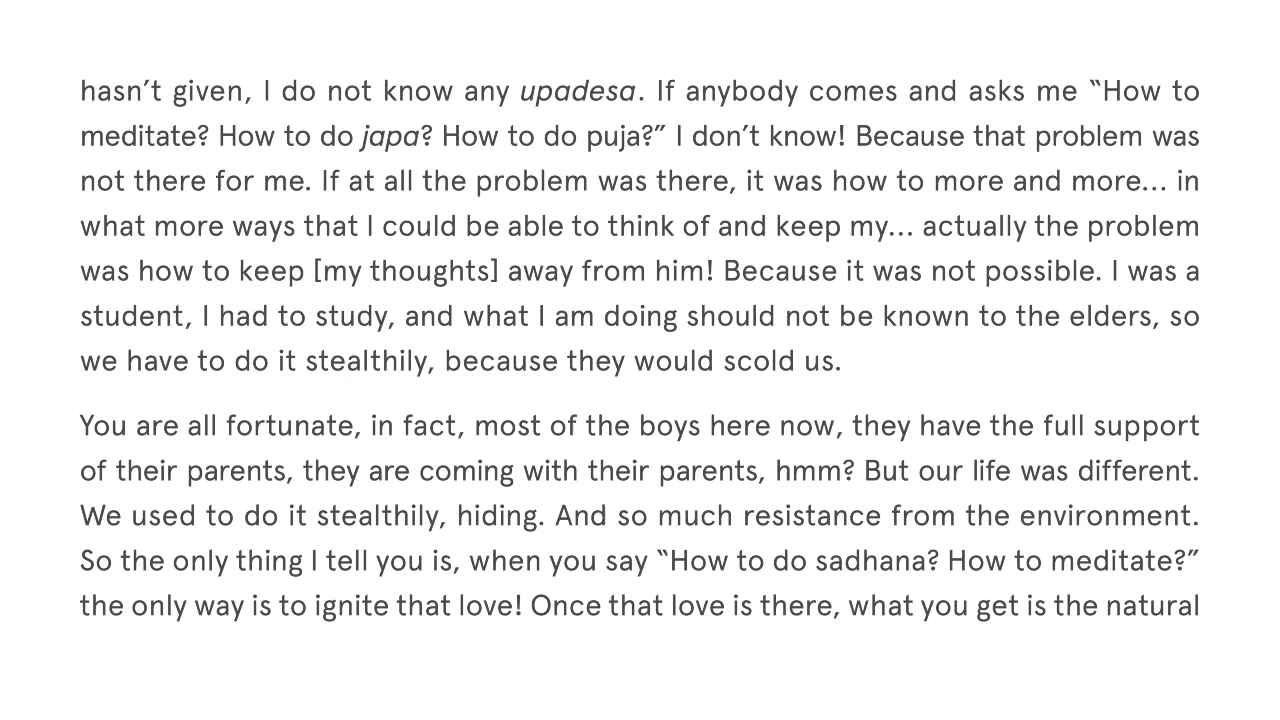 hasn’t given, I do not know any upadesa. If anybody comes and asks me “How to
meditate? How to do japa? How to do puja?” I don’t know! Because that problem was
not there for me. If at all the problem was there, it was how to more and more... in
what more ways that I could be able to think of and keep my... actually the problem
was how to keep [my thoughts] away from him! Because it was not possible. I was a
student, I had to study, and what I am doing should not be known to the elders, so
we have to do it stealthily, because they would scold us.
You are all fortunate, in fact, most of the boys here now, they have the full support
of their parents, they are coming with their parents, hmm? But our life was different.
We used to do it stealthily, hiding. And so much resistance from the environment.
So the only thing I tell you is, when you say “How to do sadhana? How to meditate?”
the only way is to ignite that love! Once that love is there, what you get is the natural